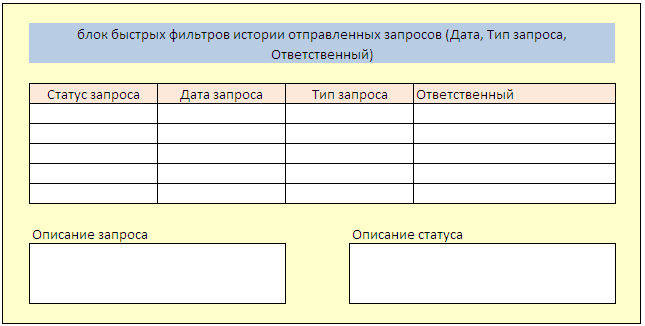 блок быстрых фильтров истории отправленных запросов (Дата, Тип запроса,
Ответственный)
Статус запроса Дата запроса Тип запроса Ответственный
Описание запроса Описание статуса